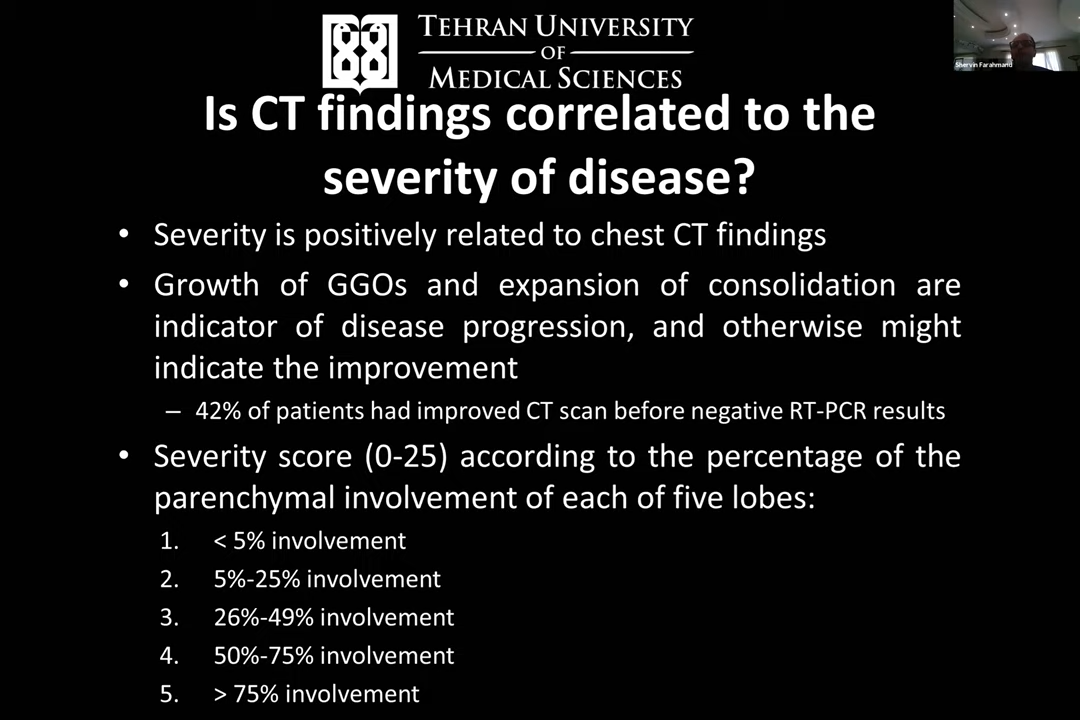 TEHRAN UNIVERSITY
OF
MEDICAL SCIENCES
Shervin Farahmand
Is CT findings correlated to the
severity of disease?
• Severity is positively related to chest CT findings
• Growth of GGOs and expansion of consolidation are
indicator of disease progression, and otherwise might
indicate the improvement
– 42% of patients had improved CT scan before negative RT-PCR results
• Severity score (0-25) according to the percentage of the
parenchymal involvement of each of five lobes:
1. < 5% involvement
2. 5%-25% involvement
3. 26%-49% involvement
4. 50%-75% involvement
5. > 75% involvement